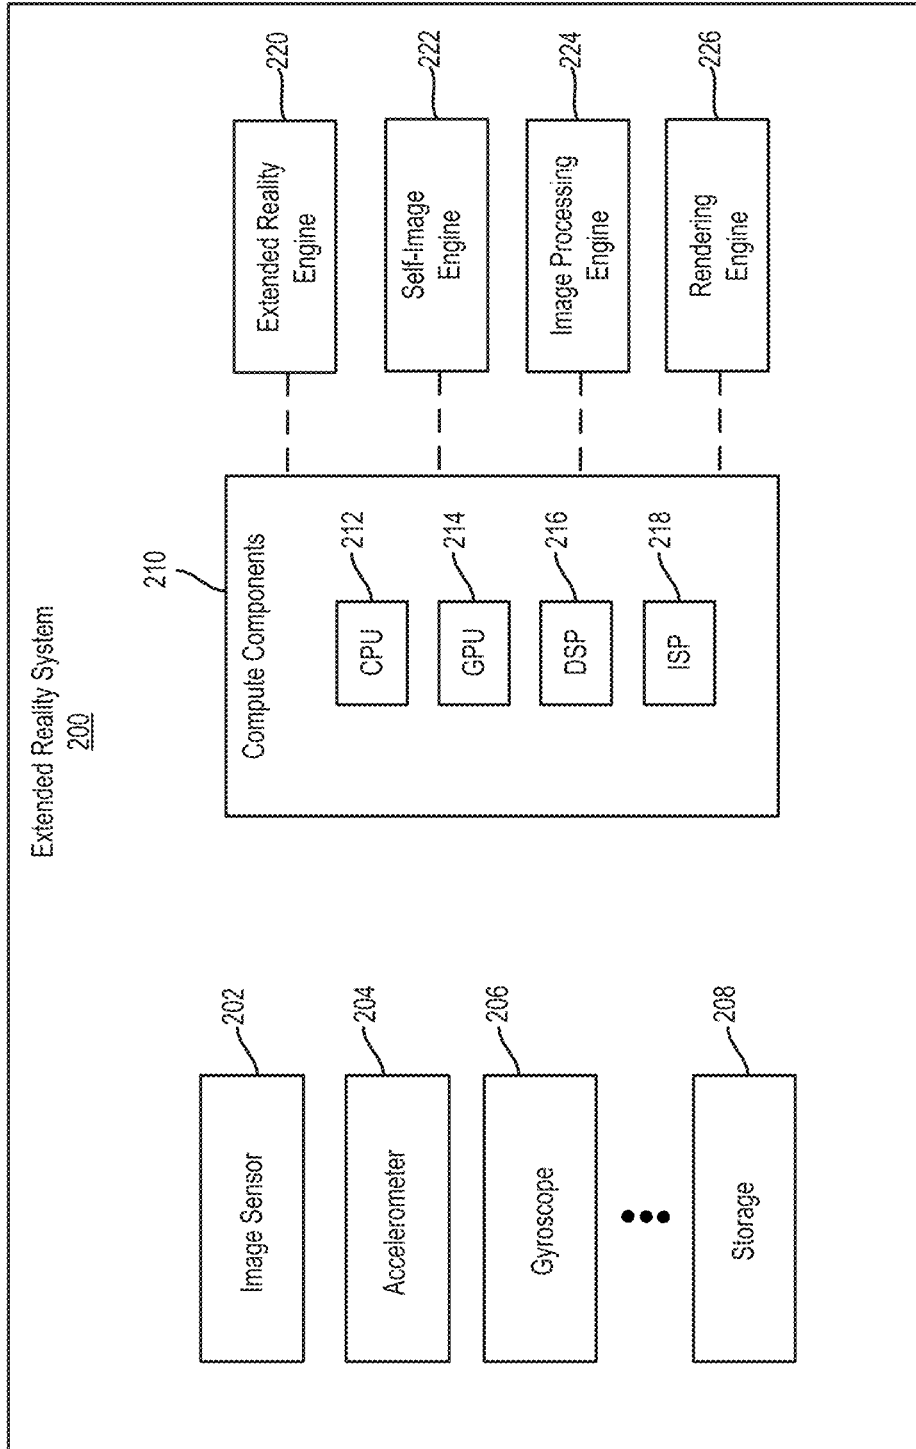 Extended Reality System
200
Image Sensor
202
Accelerometer
204
Gyroscope
206
Storage
208
210
Compute Components
CPU
212
GPU
214
DSP
216
ISP
218
Extended Reality
Engine
220
Self-Image
Engine
222
Image Processing
Engine
224
Rendering
Engine
226